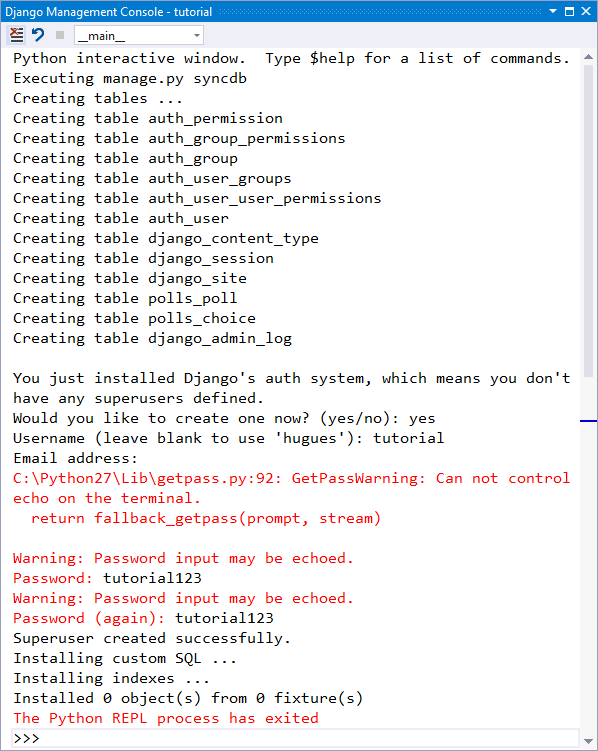 Django Management Console - tutorial
__main__
Python interactive window.  Type $help for a list of commands.
Executing manage.py syncdb
Creating tables ...
Creating table auth_permission
Creating table auth_group_permissions
Creating table auth_group
Creating table auth_user_groups
Creating table auth_user_user_permissions
Creating table auth_user
Creating table django_content_type
Creating table django_session
Creating table django_site
Creating table polls_poll
Creating table polls_choice
Creating table django_admin_log
You just installed Django's auth system, which means you don't
have any superusers defined.
Would you like to create one now? (yes/no): yes
Username (leave blank to use 'hugues'): tutorial
Email address:
C:\Python27\Lib\getpass.py:92: GetPassWarning: Can not control
echo on the terminal.
  return fallback_getpass(prompt, stream)
Warning: Password input may be echoed.
Password: tutorial123
Warning: Password input may be echoed.
Password (again): tutorial123
Superuser created successfully.
Installing custom SQL ...
Installing indexes ...
Installed 0 object(s) from 0 fixture(s)
The Python REPL process has exited
>>>